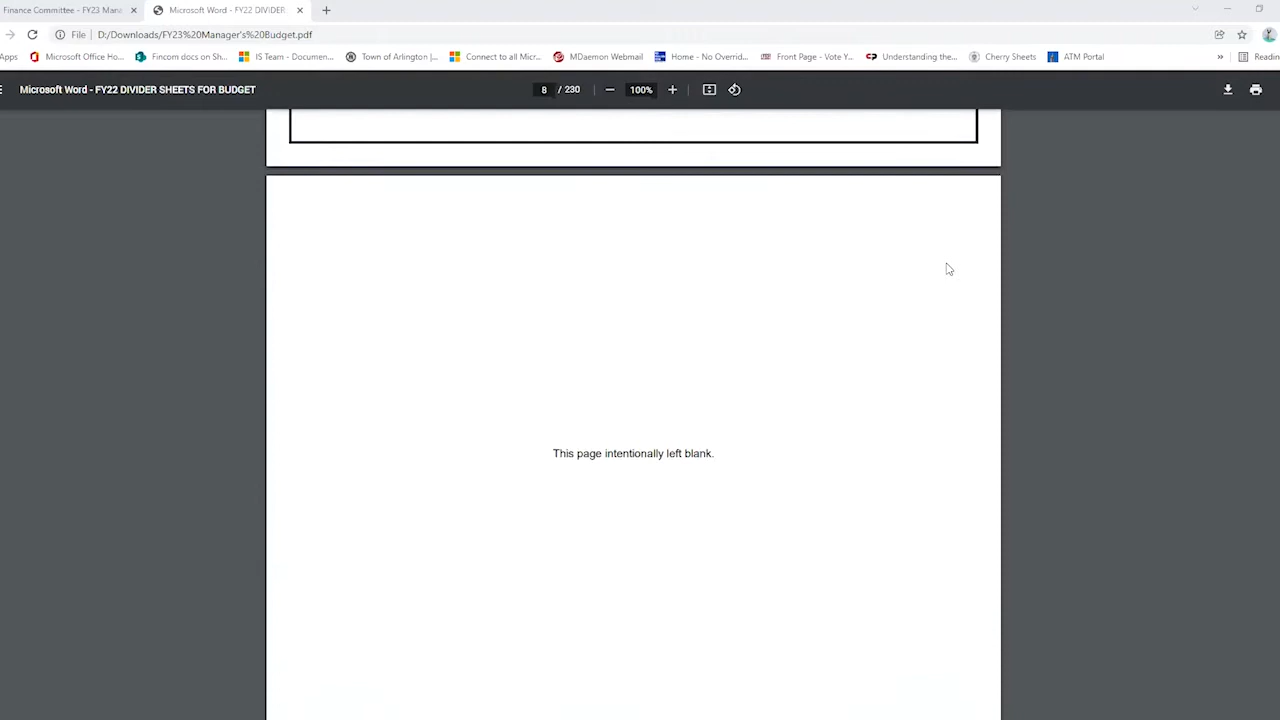 Finance Committee - FY23 Mana
Microsoft Word - FY22 DIVIDER
File
D:/Downloads/FY23%20Manager's%20Budget.pdf
Apps
Microsoft Office Ho...
Fincom docs on Sh...
IS Team - Documen...
Town of Arlington |...
Connect to all Micr...
MDaemon Webmail
Home - No Overrid...
Front Page - Vote Y...
Understanding the...
Cherry Sheets
ATM Portal
»
Readin
Microsoft Word - FY22 DIVIDER SHEETS FOR BUDGET
8 / 230
100%
This page intentionally left blank.